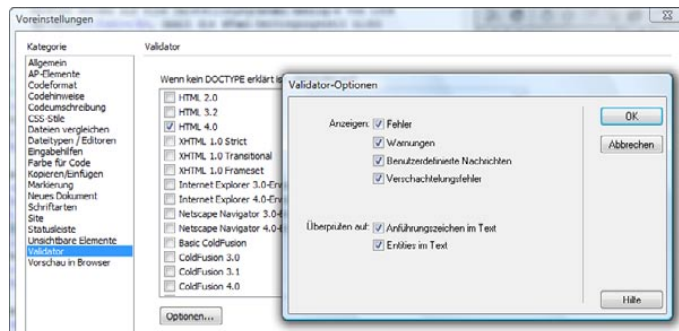 Voreinstellungen
Kategorie
Allgemein
AP-Elemente
Codeformat
Codehinweise
Codeumschreibung
CSS-Stile
Dateien vergleichen
Dateitypen / Editoren
Eingabehilfen
Farbe für Code
Kopieren/Einfügen
Markierung
Neues Dokument
Schriftarten
Site
Statusleiste
Unsichtbare Elemente
Validator
Vorschau in Browser
Validator
Wenn kein DOCTYPE erklärt is
HTML 2.0
HTML 3.2
HTML 4.0
XHTML 1.0 Strict
XHTML 1.0 Transitional
XHTML 1.0 Frameset
Internet Explorer 3.0-En
Internet Explorer 4.0-En
Netscape Navigator 3.0-
Netscape Navigator 4.0-
Basic ColdFusion
ColdFusion 3.0
ColdFusion 3.1
ColdFusion 4.0
Optionen...
Validator-Optionen
Anzeigen: Fehler
Warnungen
Benutzerdefinierte Nachrichten
Verschachtelungsfehler
Überprüfen auf: Anführungszeichen im Text
Entities im Text
OK
Abbrechen
Hilfe